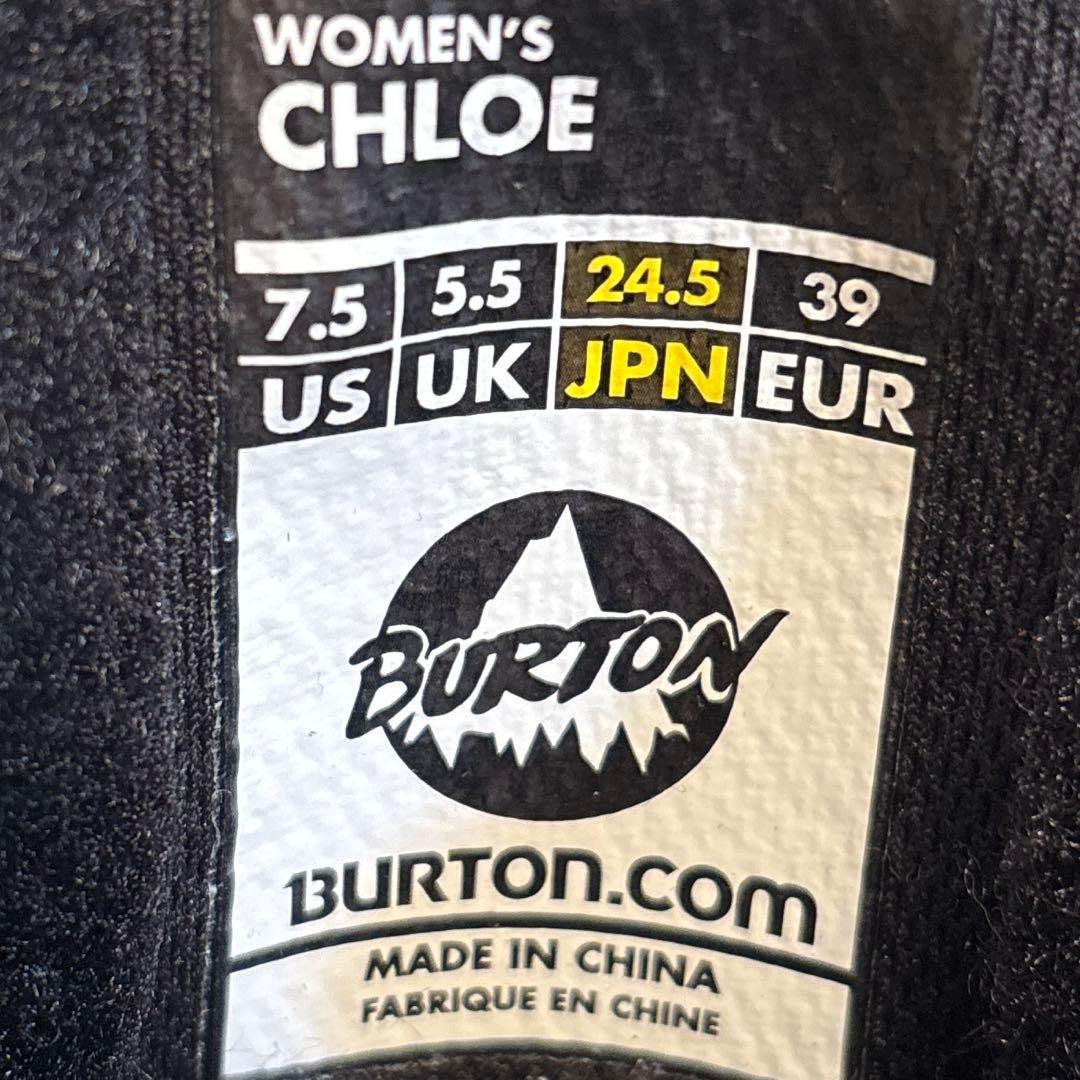 WOMEN'S
CHLOE
7.5 5.5 24.5 39
US UK JPN EUR
BURTON
BURTON.COM
MADE IN CHINA
FABRIQUE EN CHINE